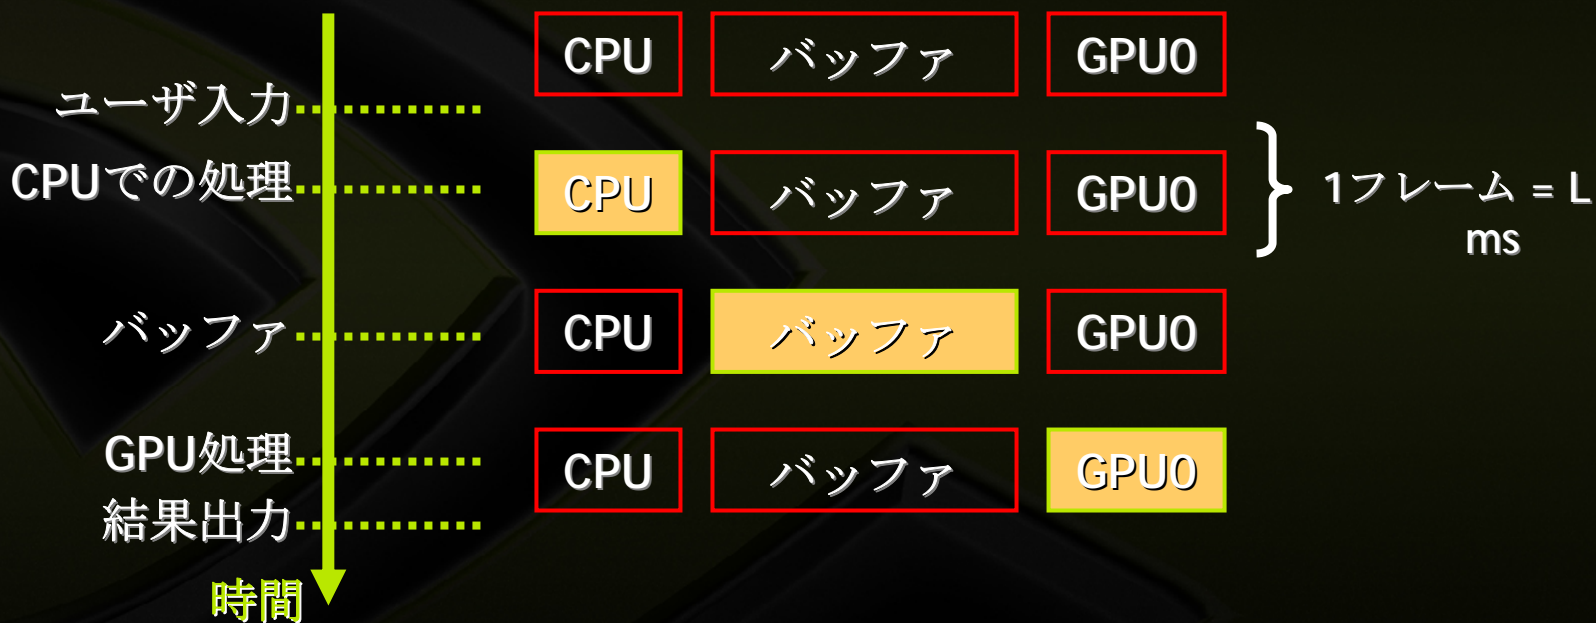 CPU バッファ GPU0
ユーザ入力
CPUでの処理 CPU バッファ GPU0 1フレーム = L
ms
バッファ CPU バッファ GPU0
GPU処理 CPU バッファ GPU0
結果出力
時間